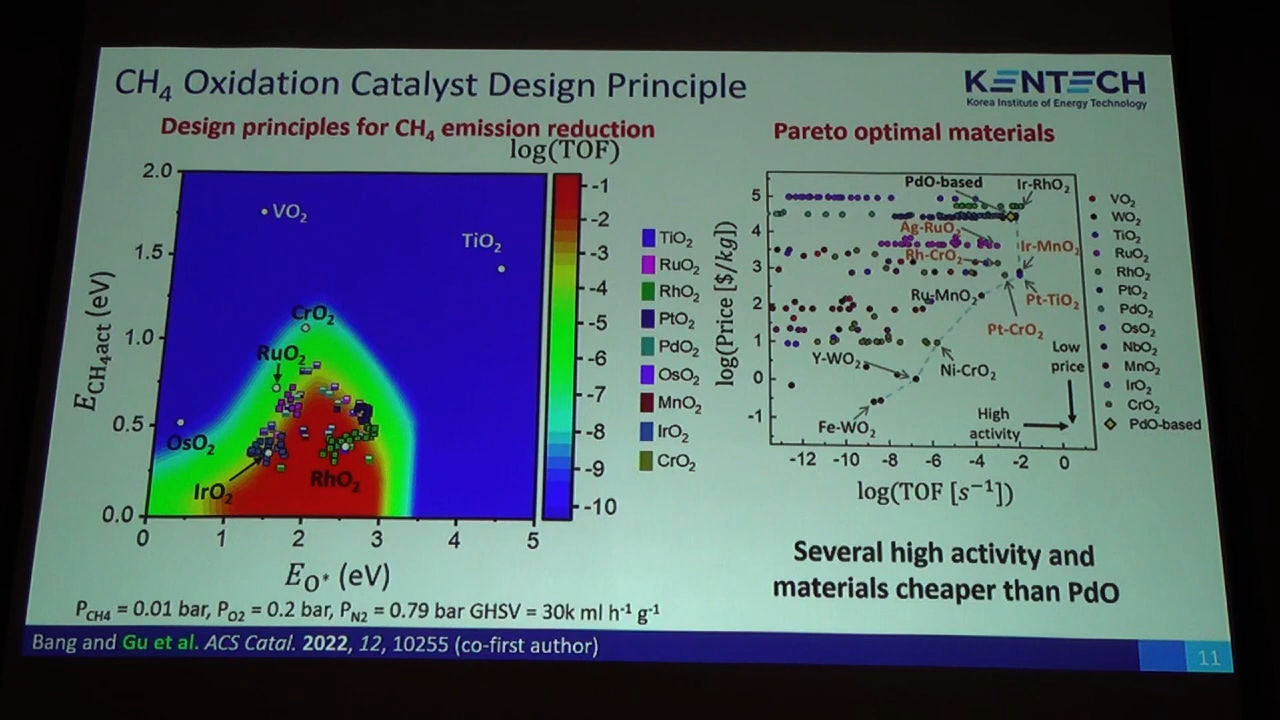 CH₄ Oxidation Catalyst Design Principle
KENTECH
Korea Institute of Energy Technology
Design principles for CH₄ emission reduction
log(TOF)
2.0
1.5
1.0
0.5
0.0
E_CH₄act (eV)
VO₂
TiO₂
CrO₂
RuO₂
OsO₂
IrO₂
RhO₂
0
1
2
3
4
5
E_O* (eV)
-1
-2
-3
-4
-5
-6
-7
-8
-9
-10
TiO₂
RuO₂
RhO₂
PtO₂
PdO₂
OsO₂
MnO₂
IrO₂
CrO₂
P_CH4 = 0.01 bar, P_O2 = 0.2 bar, P_N2 = 0.79 bar GHSV = 30k ml h⁻¹ g⁻¹
Pareto optimal materials
log(Price [$/kg])
5
4
3
2
1
0
-1
PdO-based
Ir-RhO₂
Ag-RuO₂
Ir-MnO₂
Rh-CrO₂
Ru-MnO₂
Pt-TiO₂
Pt-CrO₂
Y-WO₂
Ni-CrO₂
Fe-WO₂
Low
price
High
activity
-12
-10
-8
-6
-4
-2
0
log(TOF [s⁻¹])
VO₂
WO₂
TiO₂
RuO₂
RhO₂
PtO₂
PdO₂
OsO₂
NbO₂
MnO₂
IrO₂
CrO₂
PdO-based
Several high activity and
materials cheaper than PdO
Bang and Gu et al. ACS Catal. 2022, 12, 10255 (co-first author)
11